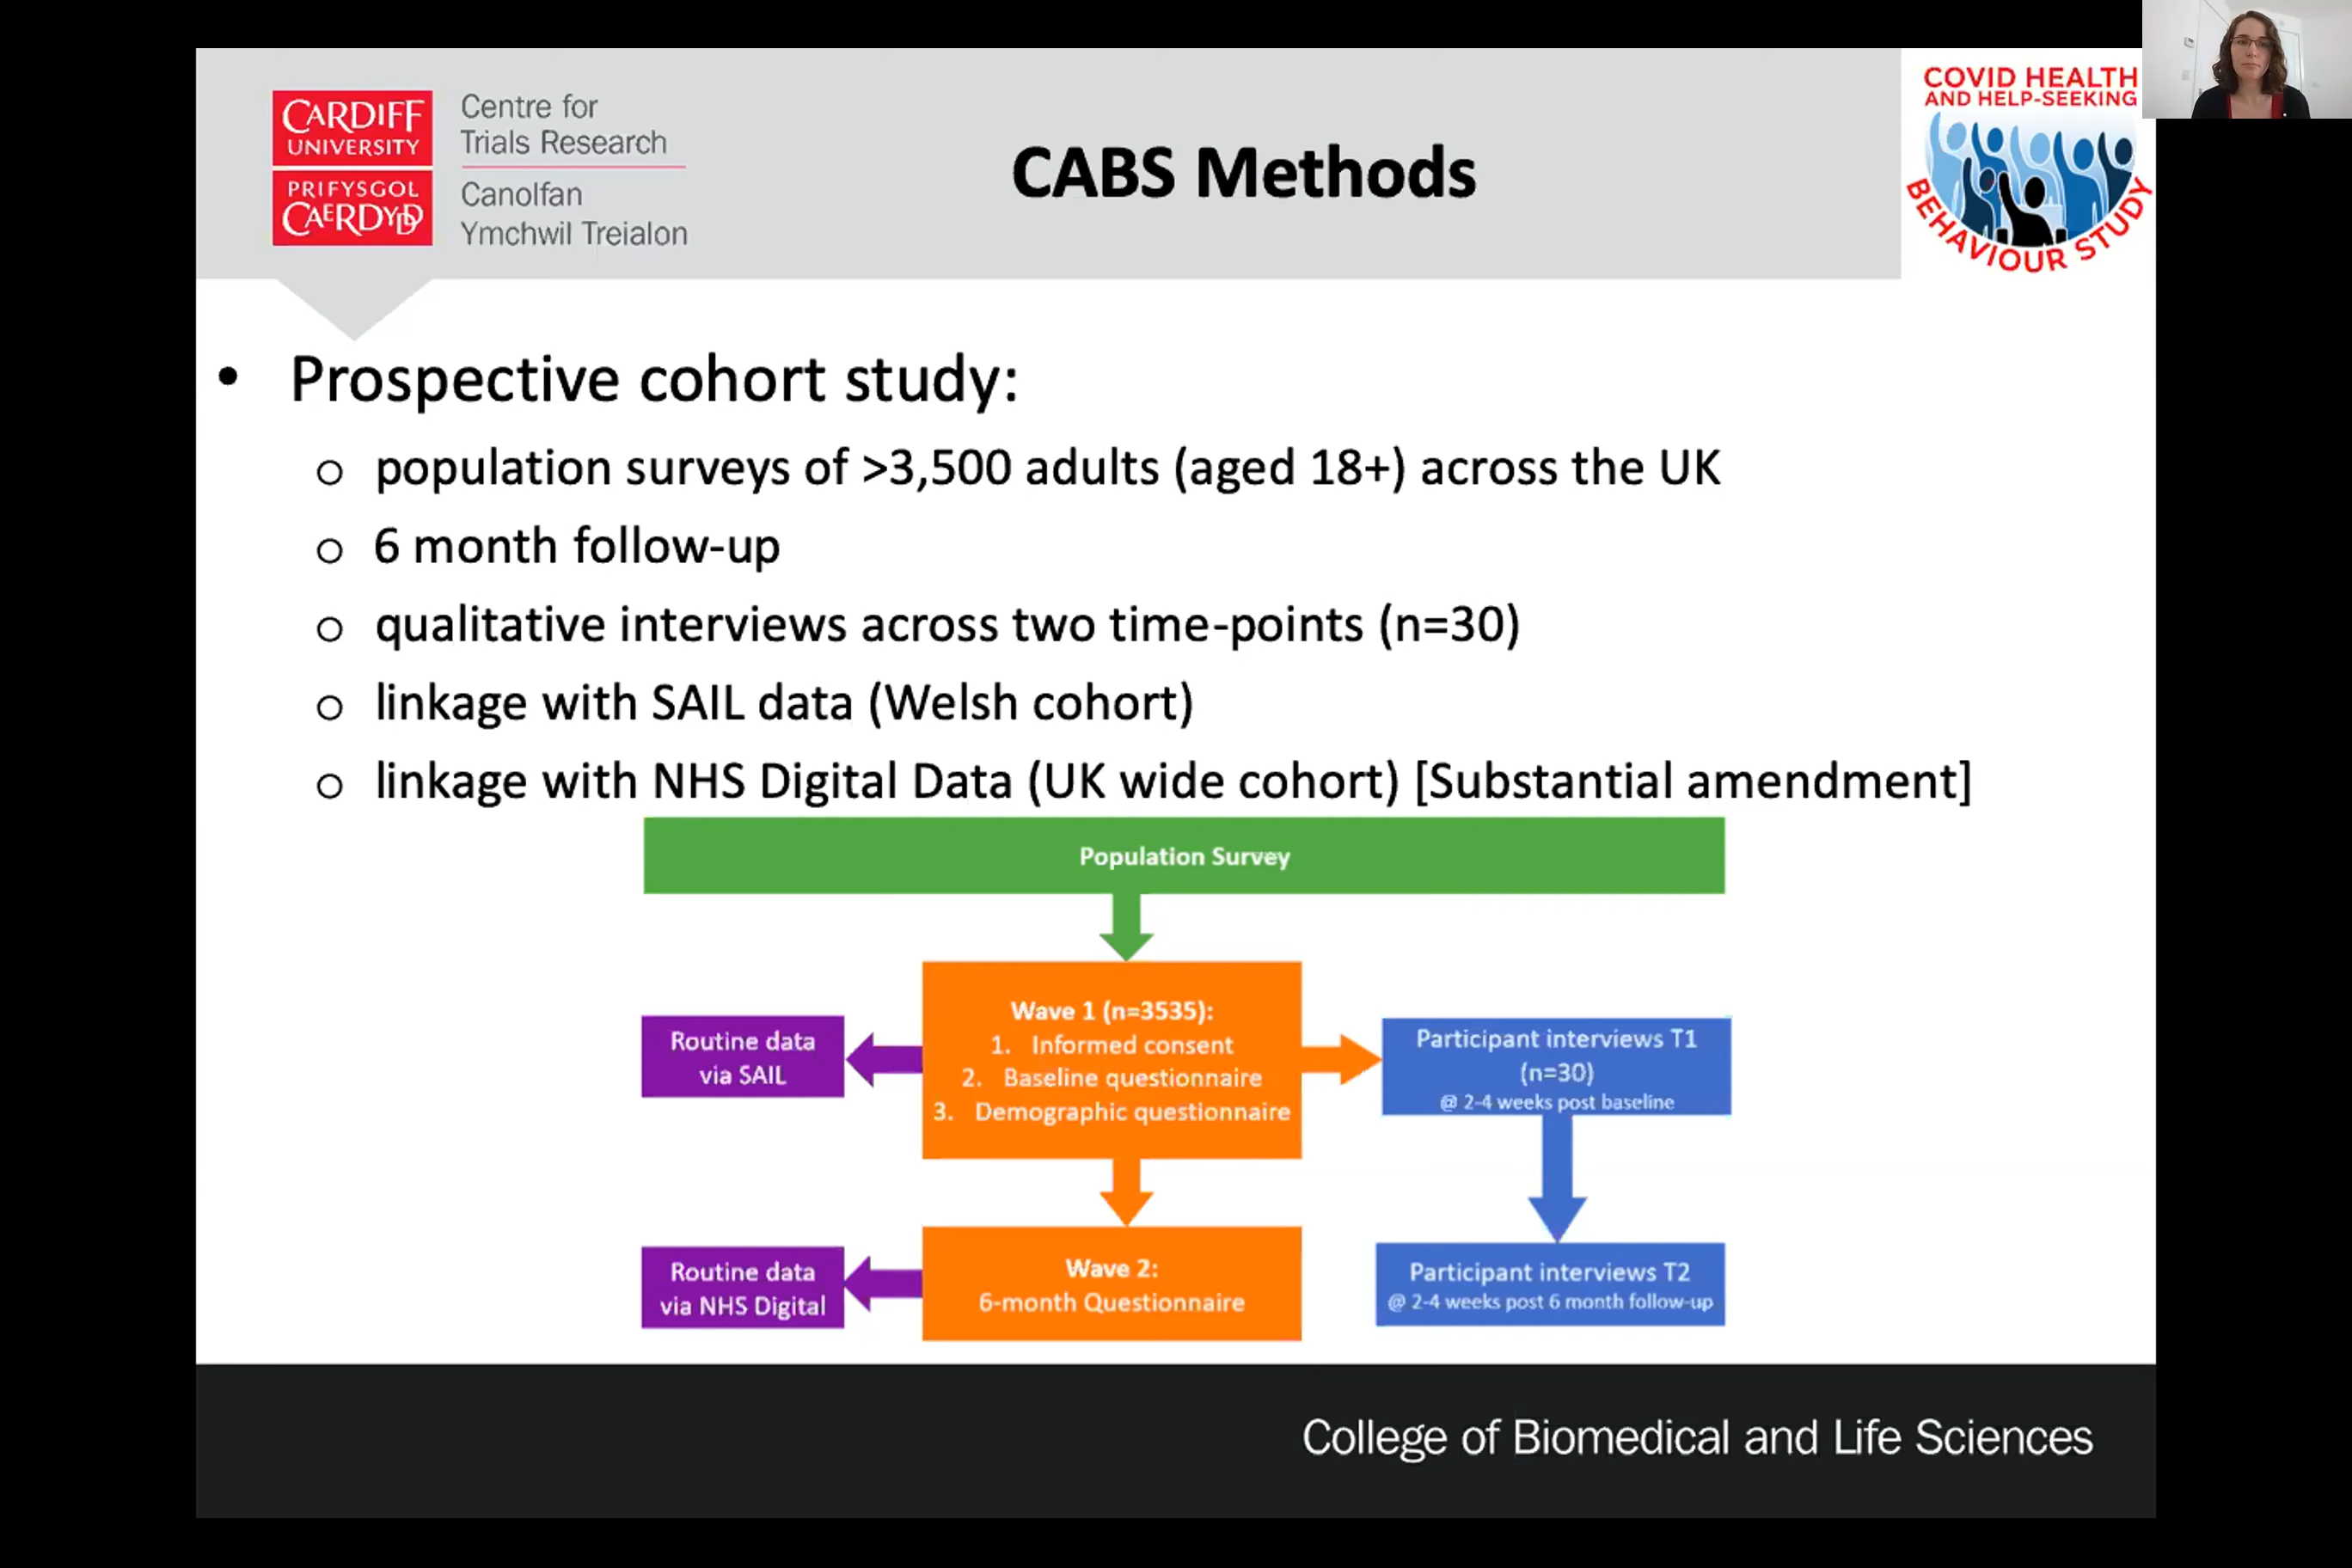 CARDIFF
UNIVERSITY
PRIFYSGOL
CAERDYDD
Centre for
Trials Research
Canolfan
Ymchwil Treialon
CABS Methods
COVID HEALTH
AND HELP-SEEKING
BEHAVIOUR STUDY
• Prospective cohort study:
o population surveys of >3,500 adults (aged 18+) across the UK
o 6 month follow-up
o qualitative interviews across two time-points (n=30)
o linkage with SAIL data (Welsh cohort)
o linkage with NHS Digital Data (UK wide cohort) [Substantial amendment]
Population Survey
Routine data
via SAIL
Wave 1 (n=3535):
1. Informed consent
2. Baseline questionnaire
3. Demographic questionnaire
Participant interviews T1
(n=30)
@ 2-4 weeks post baseline
Routine data
via NHS Digital
Wave 2:
6-month Questionnaire
Participant interviews T2
@ 2-4 weeks post 6 month follow-up
College of Biomedical and Life Sciences